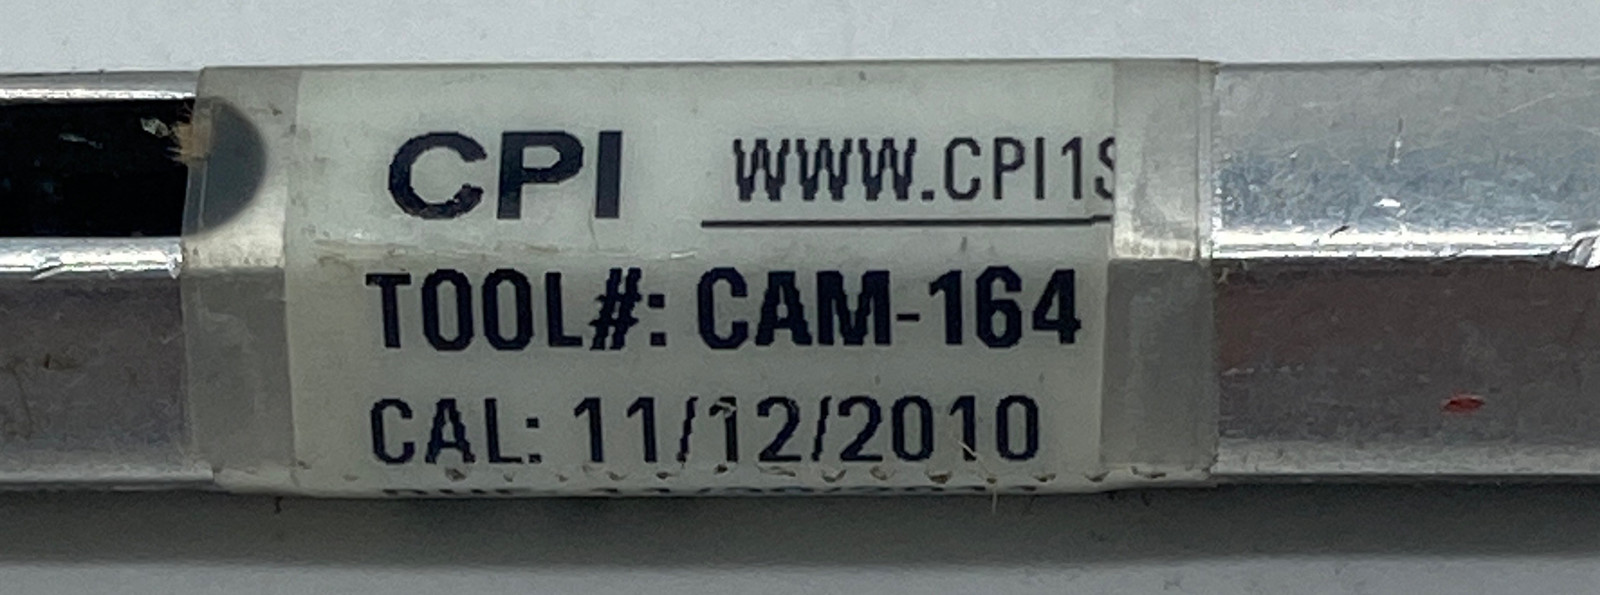 CPI WWW.CPI1S
TOOL#: CAM-164
CAL: 11/12/2010